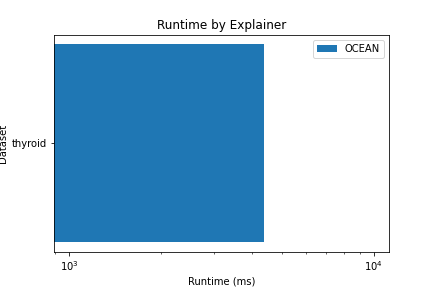 Runtime by Explainer
OCEAN
Dataset
thyroid
10³
10⁴
Runtime (ms)